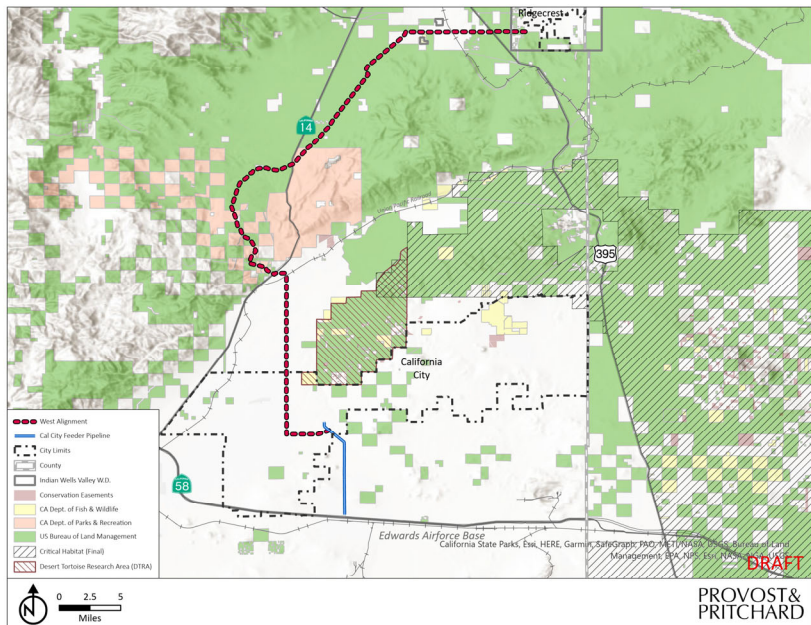 Ridgecrest
14
Union Pacific Railroad
395
California
City
West Alignment
Cal City Feeder Pipeline
City Limits
County
Indian Wells Valley W.D.
Conservation Easements
CA Dept. of Fish & Wildlife
CA Dept. of Parks & Recreation
US Bureau of Land Management
Critical Habitat (Final)
Desert Tortoise Research Area (DTRA)
58
Edwards Airforce Base
California State Parks, Esri, HERE, Garmin, SafeGraph, FAO, METI/NASA, USGS, Bureau of Land
Management, EPA, NPS, Esri, NASA,
DRAFT
N
0 2.5 5
Miles
PROVOST&
PRITCHARD